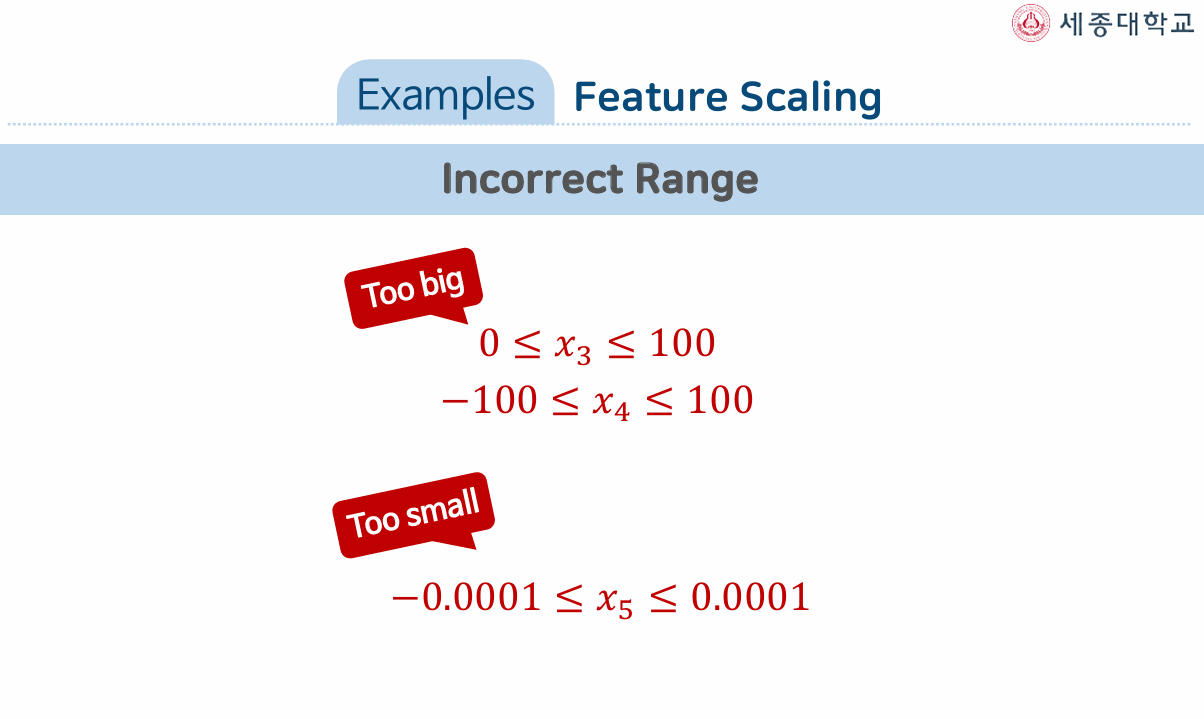 세종대학교
Examples Feature Scaling
Incorrect Range
Too big
0 ≤ x₃ ≤ 100
−100 ≤ x₄ ≤ 100
Too small
−0.0001 ≤ x₅ ≤ 0.0001